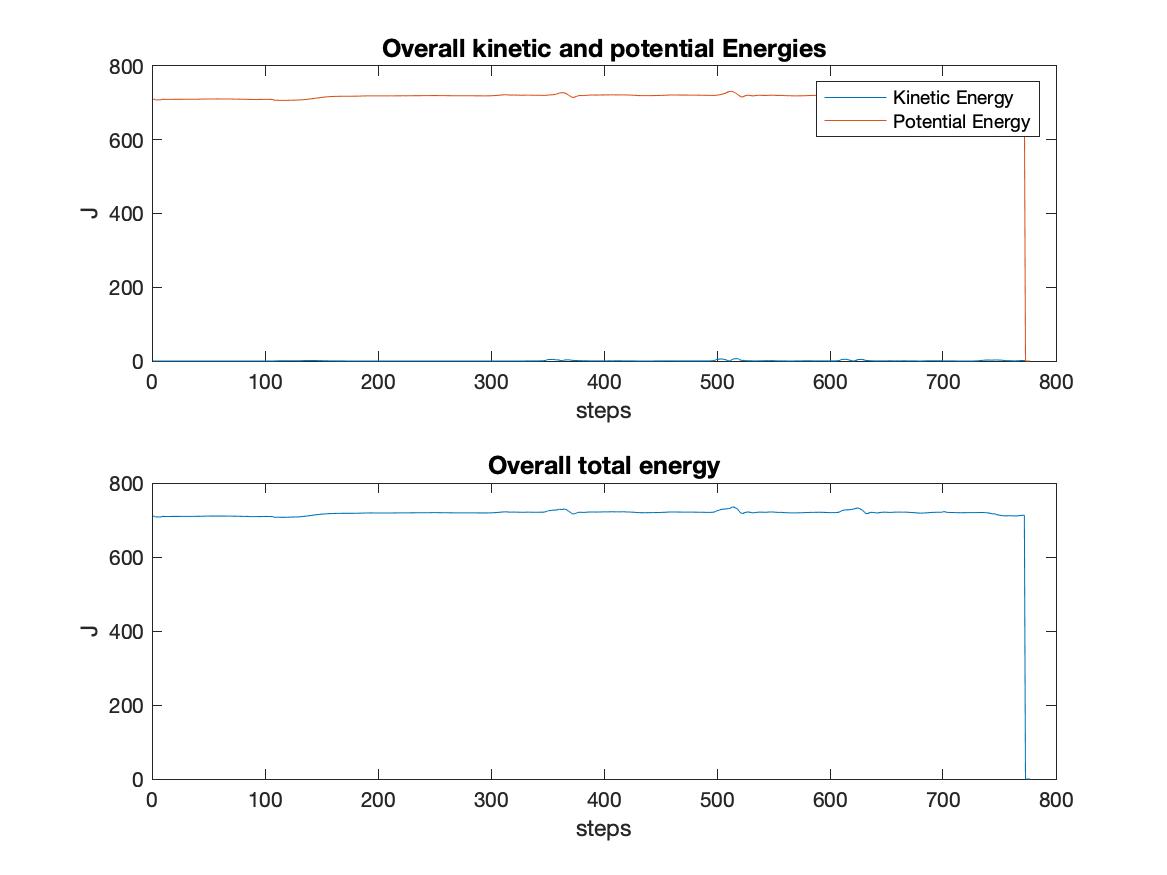 Overall kinetic and potential Energies
800
600
400
200
0
J
Kinetic Energy
Potential Energy
0 100 200 300 400 500 600 700 800
steps
Overall total energy
800
600
400
200
0
J
0 100 200 300 400 500 600 700 800
steps